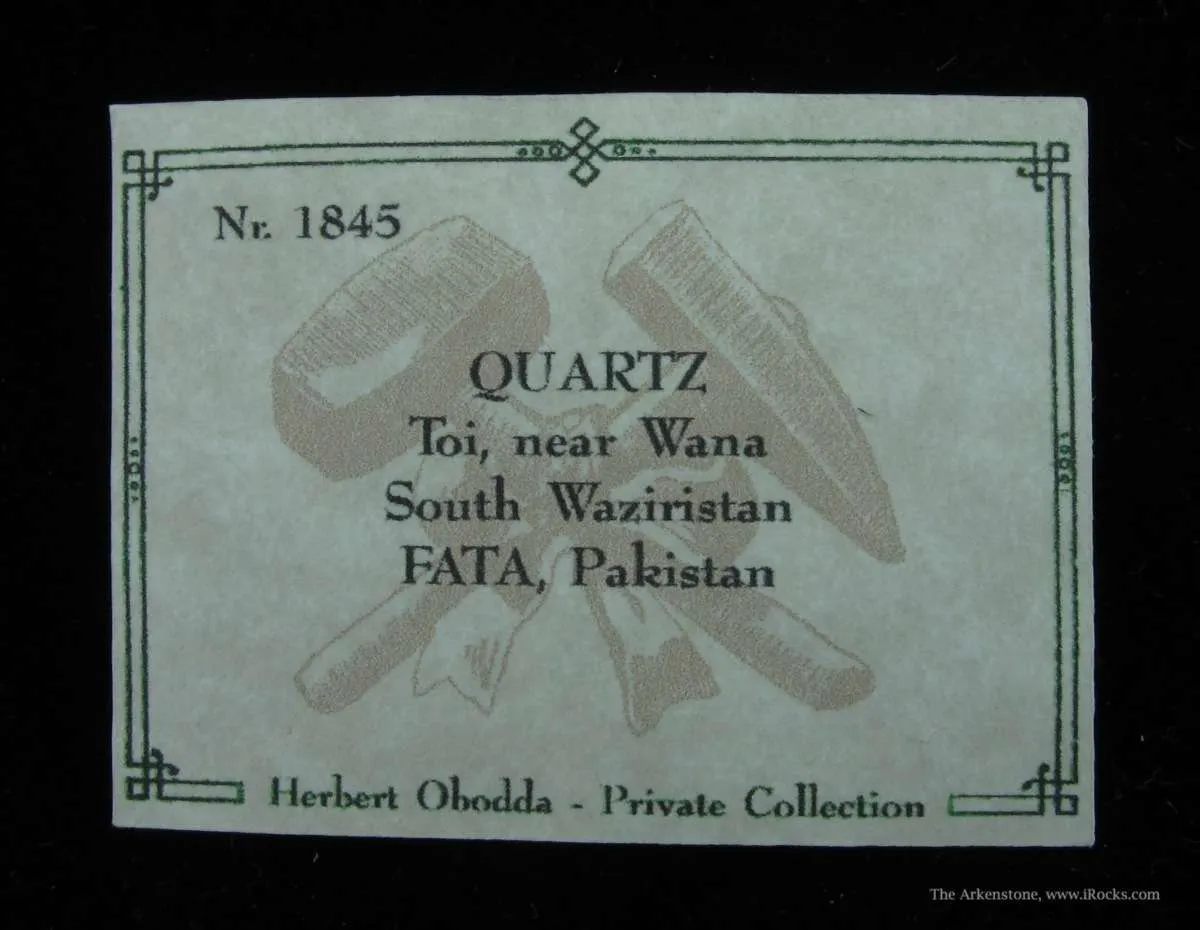 Nr. 1845
QUARTZ
Toi, near Wana
South Waziristan
FATA, Pakistan
Herbert Obodda - Private Collection
The Arkenstone, www.iRocks.com